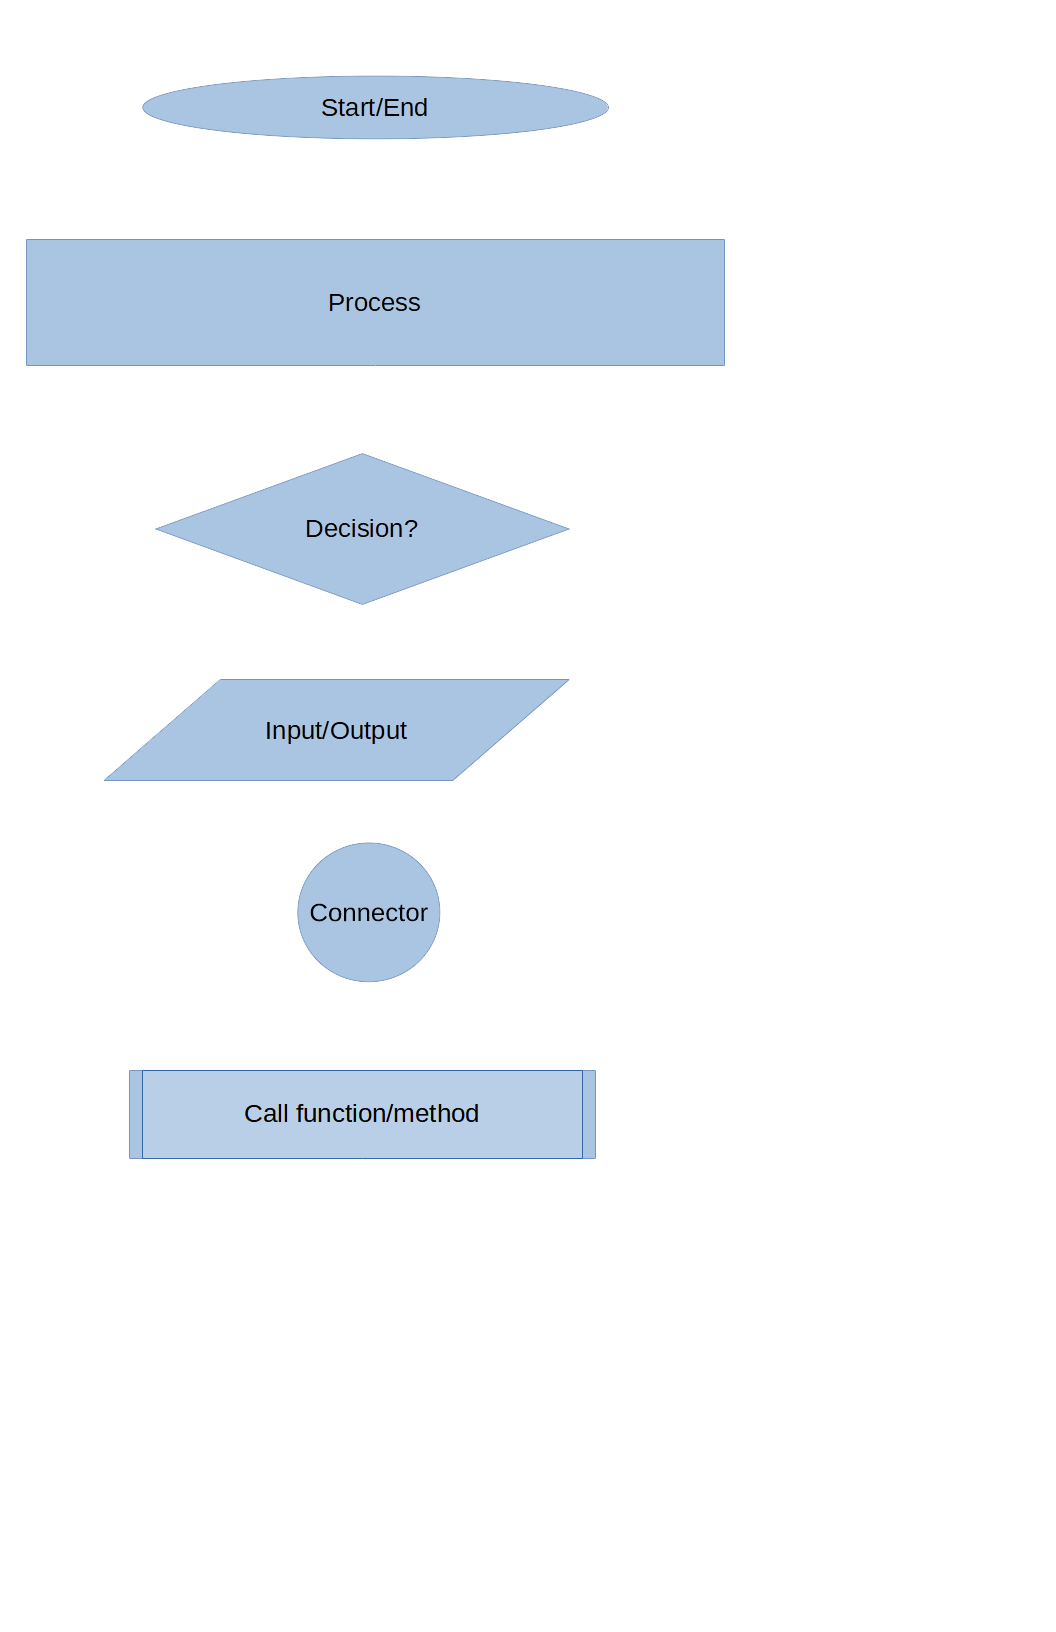 Start/End
Process
Decision?
Input/Output
Connector
Call function/method